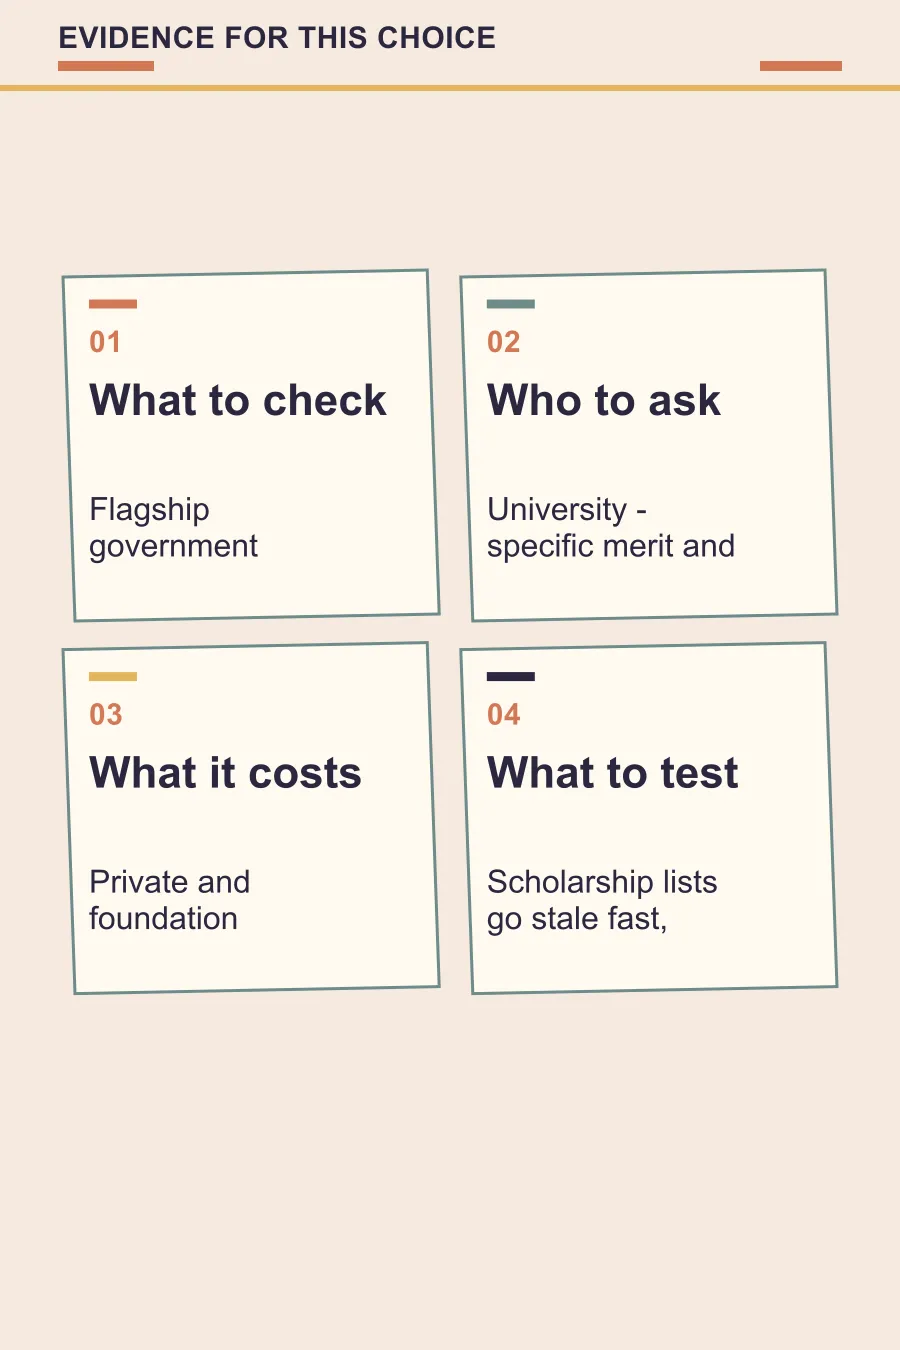 EVIDENCE FOR THIS CHOICE
01
What to check
Flagship
government
02
Who to ask
University -
specific merit and
03
What it costs
Private and
foundation
04
What to test
Scholarship lists
go stale fast,